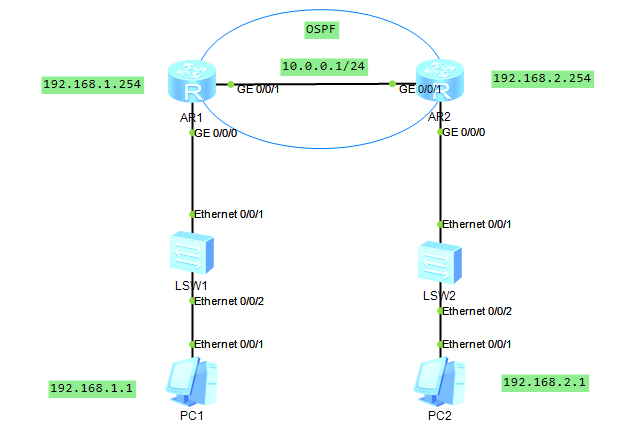 OSPF
10.0.0.1/24
192.168.1.254
192.168.2.254
GE 0/0/1
GE 0/0/1
R
R
AR1
AR2
GE 0/0/0
GE 0/0/0
Ethernet 0/0/1
Ethernet 0/0/1
LSW1
LSW2
Ethernet 0/0/2
Ethernet 0/0/2
Ethernet 0/0/1
Ethernet 0/0/1
192.168.1.1
192.168.2.1
PC1
PC2